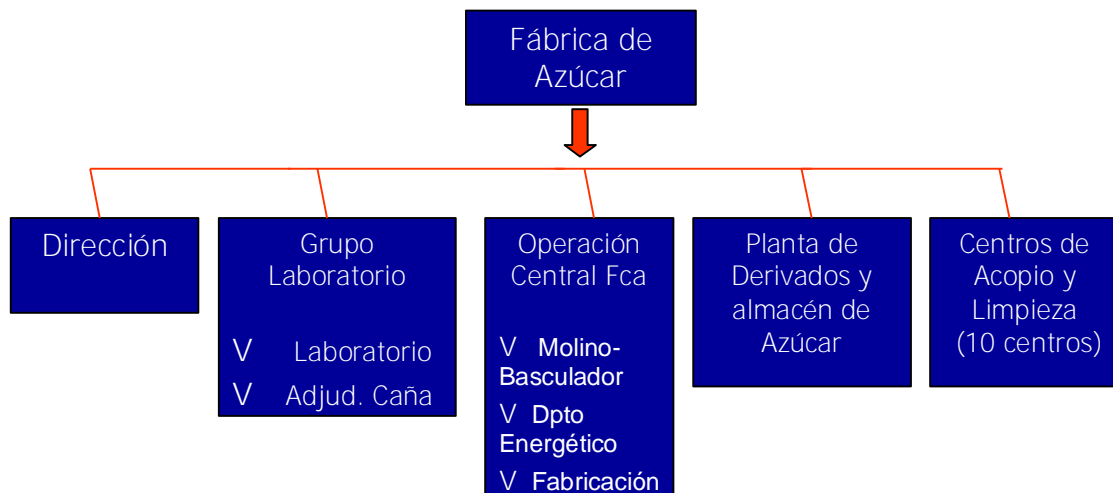 Fábrica de
Azúcar
Dirección
Grupo
Laboratorio
V Laboratorio
V Adjud. Caña
Operación
Central Fca
V Molino-
Basculador
V Dpto
Energético
V Fabricación
Planta de
Derivados y
almacén de
Azúcar
Centros de
Acopio y
Limpieza
(10 centros)